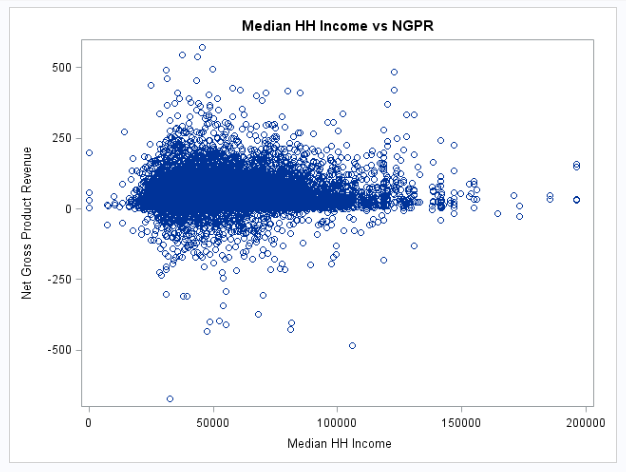 Median HH Income vs NGPR
500
250
0
-250
-500
Net Gross Product Revenue
0 50000 100000 150000 200000
Median HH Income